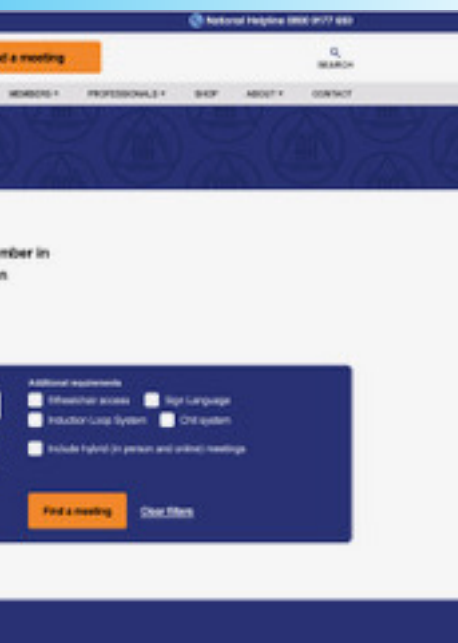 National Helpline 0800 9177 650
d a meeting
SEARCH
MEMBERS
PROFESSIONALS
SHOP
ABOUT
CONTACT
mber in
n
Additional requirements
Wheelchair access
Sign Language
Induction Loop System
Chit system
Include hybrid (in person and online) meetings
Find a meeting
Clear filters